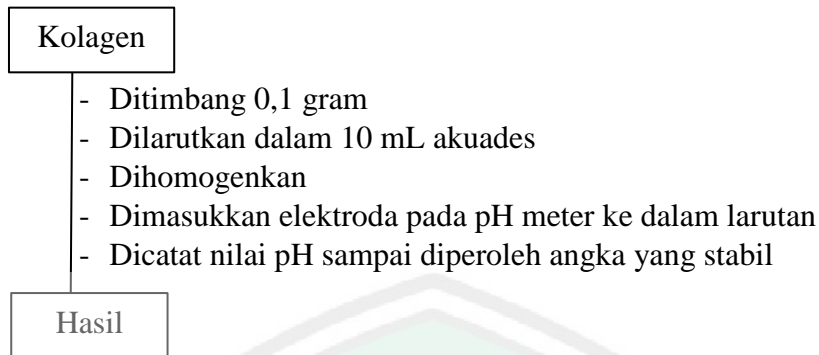 Kolagen
- Ditimbang 0,1 gram
- Dilarutkan dalam 10 mL akuades
- Dihomogenkan
- Dimasukkan elektroda pada pH meter ke dalam larutan
- Dicatat nilai pH sampai diperoleh angka yang stabil
Hasil